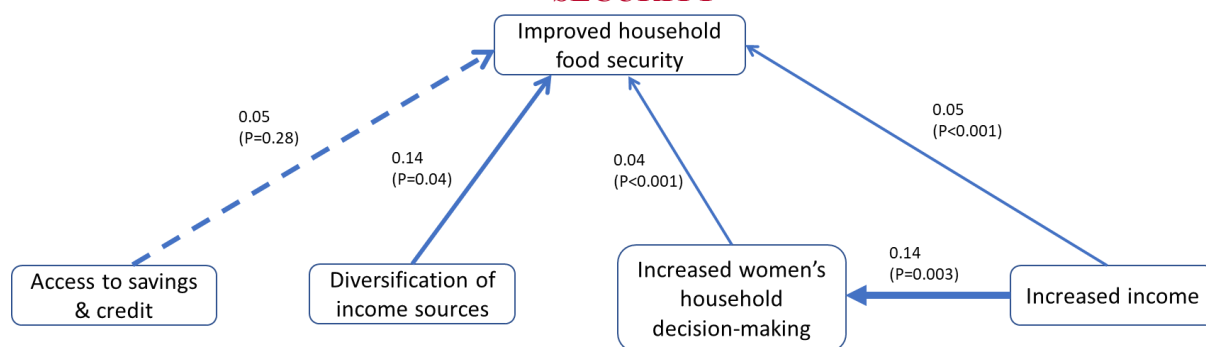 Improved household
food security
0.05
(P=0.28)
0.14
(P=0.04)
0.04
(P<0.001)
0.05
(P<0.001)
0.14
(P=0.003)
Access to savings
& credit
Diversification of
income sources
Increased women’s
household
decision-making
Increased income